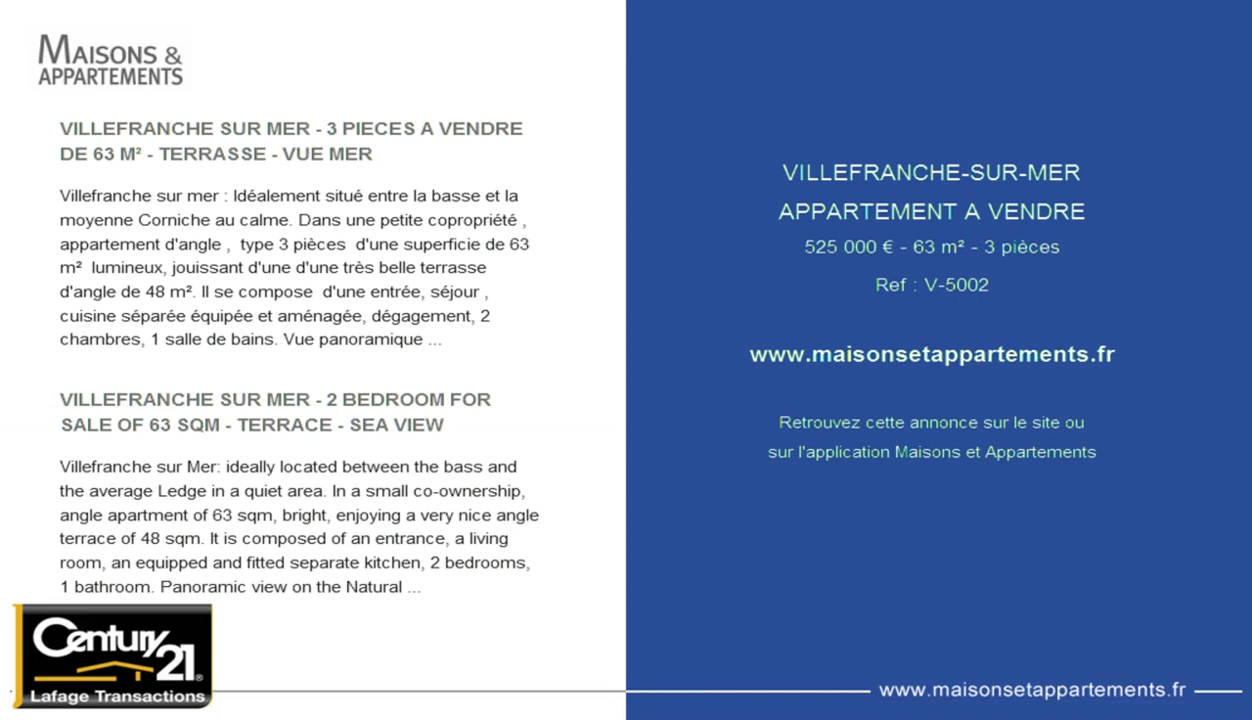 MAISONS &
APPARTEMENTS
VILLEFRANCHE SUR MER - 3 PIECES A VENDRE
DE 63 M² - TERRASSE - VUE MER
Villefranche sur mer : Idéalement situé entre la basse et la
moyenne Corniche au calme. Dans une petite copropriété ,
appartement d'angle , type 3 pièces d'une superficie de 63
m² lumineux, jouissant d'une d'une très belle terrasse
d'angle de 48 m². Il se compose d'une entrée, séjour ,
cuisine séparée équipée et aménagée, dégagement, 2
chambres, 1 salle de bains. Vue panoramique ...
VILLEFRANCHE SUR MER - 2 BEDROOM FOR
SALE OF 63 SQM - TERRACE - SEA VIEW
Villefranche sur Mer: ideally located between the bass and
the average Ledge in a quiet area. In a small co-ownership,
angle apartment of 63 sqm, bright, enjoying a very nice angle
terrace of 48 sqm. It is composed of an entrance, a living
room, an equipped and fitted separate kitchen, 2 bedrooms,
1 bathroom. Panoramic view on the Natural ...
Century
21®
Lafage Transactions
VILLEFRANCHE-SUR-MER
APPARTEMENT A VENDRE
525 000 € - 63 m² - 3 pièces
Ref : V-5002
www.maisonsetappartements.fr
Retrouvez cette annonce sur le site ou
sur l'application Maisons et Appartements
www.maisonsetappartements.fr